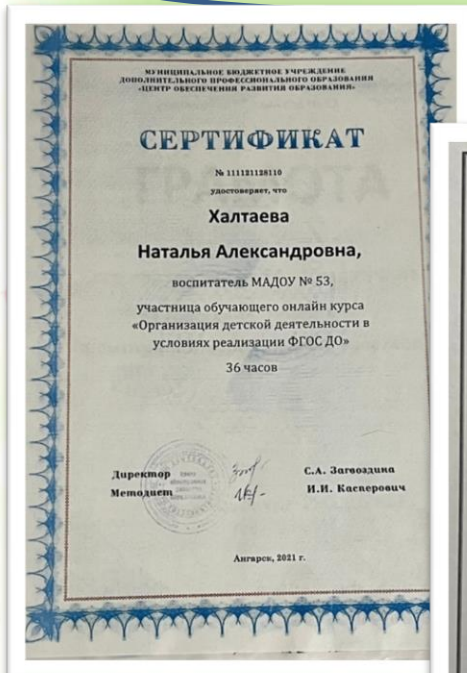 МУНИЦИПАЛЬНОЕ БЮДЖЕТНОЕ УЧРЕЖДЕНИЕ
ДОПОЛНИТЕЛЬНОГО ПРОФЕССИОНАЛЬНОГО ОБРАЗОВАНИЯ
«ЦЕНТР ОБЕСПЕЧЕНИЯ РАЗВИТИЯ ОБРАЗОВАНИЯ»
СЕРТИФИКАТ
№ 111121128110
удостоверяет, что
Халтаева
Наталья Александровна,
воспитатель МАДОУ № 53,
участница обучающего онлайн курса
«Организация детской деятельности в
условиях реализации ФГОС ДО»
36 часов
Директор С.А. Загвоздина
Методист И.И. Касперович
Ангарск, 2021 г.